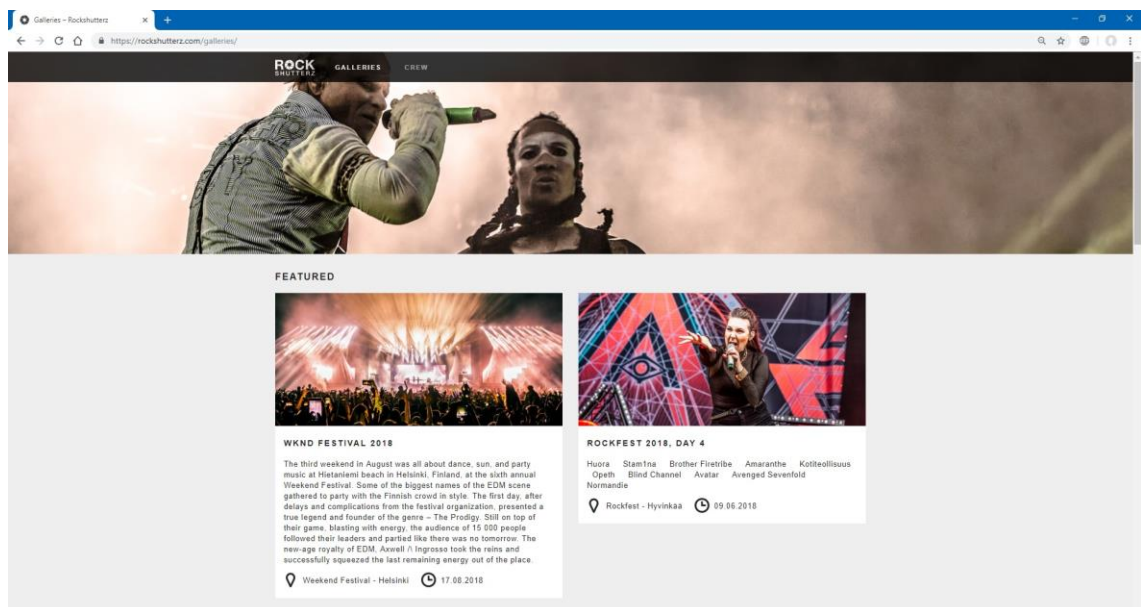 Galleries – Rockshutterz
https://rockshutterz.com/galleries/
ROCK
SHUTTERZ
GALLERIES CREW
FEATURED
WKND FESTIVAL 2018
The third weekend in August was all about dance, sun, and party
music at Hietaniemi beach in Helsinki, Finland, at the sixth annual
Weekend Festival. Some of the biggest names of the EDM scene
gathered to party with the Finnish crowd in style. The first day, after
delays and complications from the festival organization, presented a
true legend and founder of the genre – The Prodigy. Still on top of
their game, blasting with energy, the audience of 15 000 people
followed their leaders and partied like there was no tomorrow. The
new-age royalty of EDM, Axwell /\ Ingrosso took the reins and
successfully squeezed the last remaining energy out of the place.
Weekend Festival - Helsinki 17.08.2018
ROCKFEST 2018, DAY 4
Huora Stam1na Brother Firetribe Amaranthe Kotiteollisuus
Opeth Blind Channel Avatar Avenged Sevenfold
Normandie
Rockfest - Hyvinkää 09.06.2018